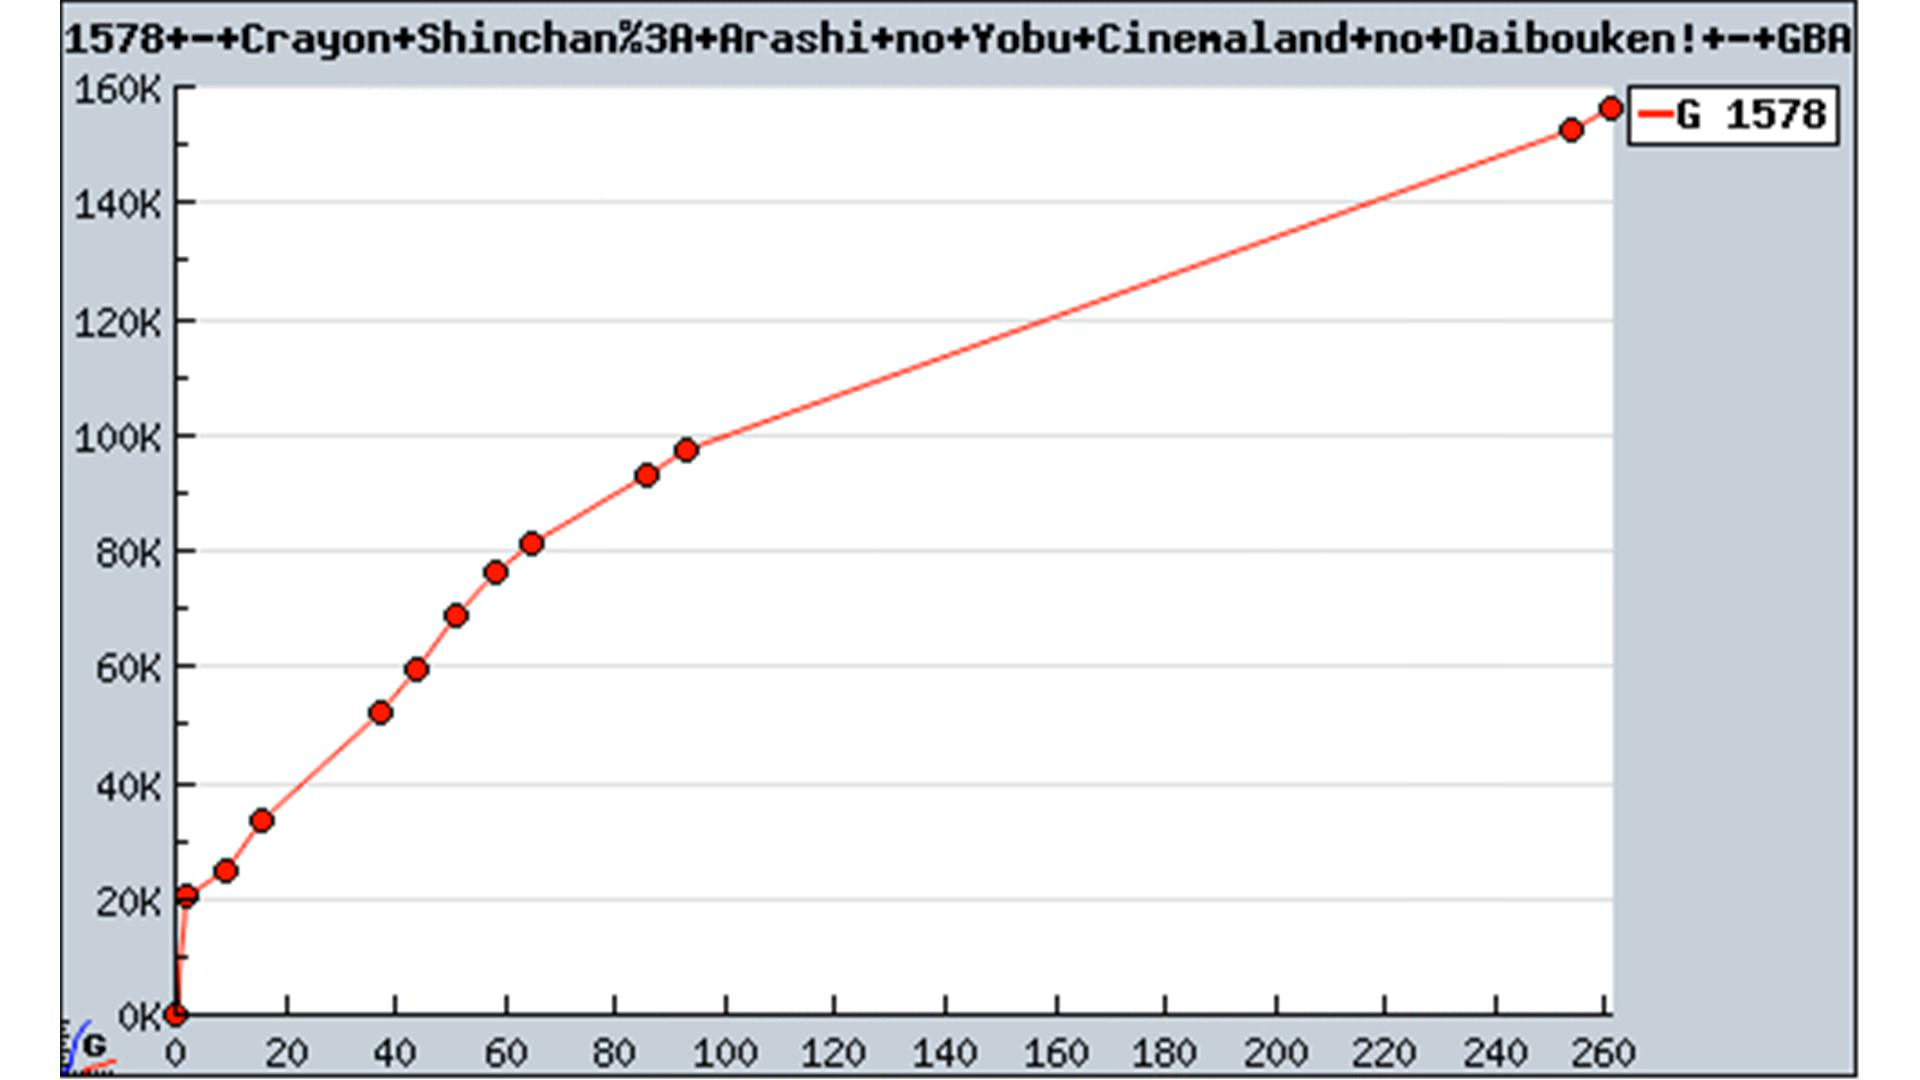 1578+-+Crayon+Shinchan%3A+Arashi+no+Yobu+Cinemaland+no+Daibouken!+-+GBA
160K
140K
120K
100K
80K
60K
40K
20K
0K
0 20 40 60 80 100 120 140 160 180 200 220 240 260
G 1578
G